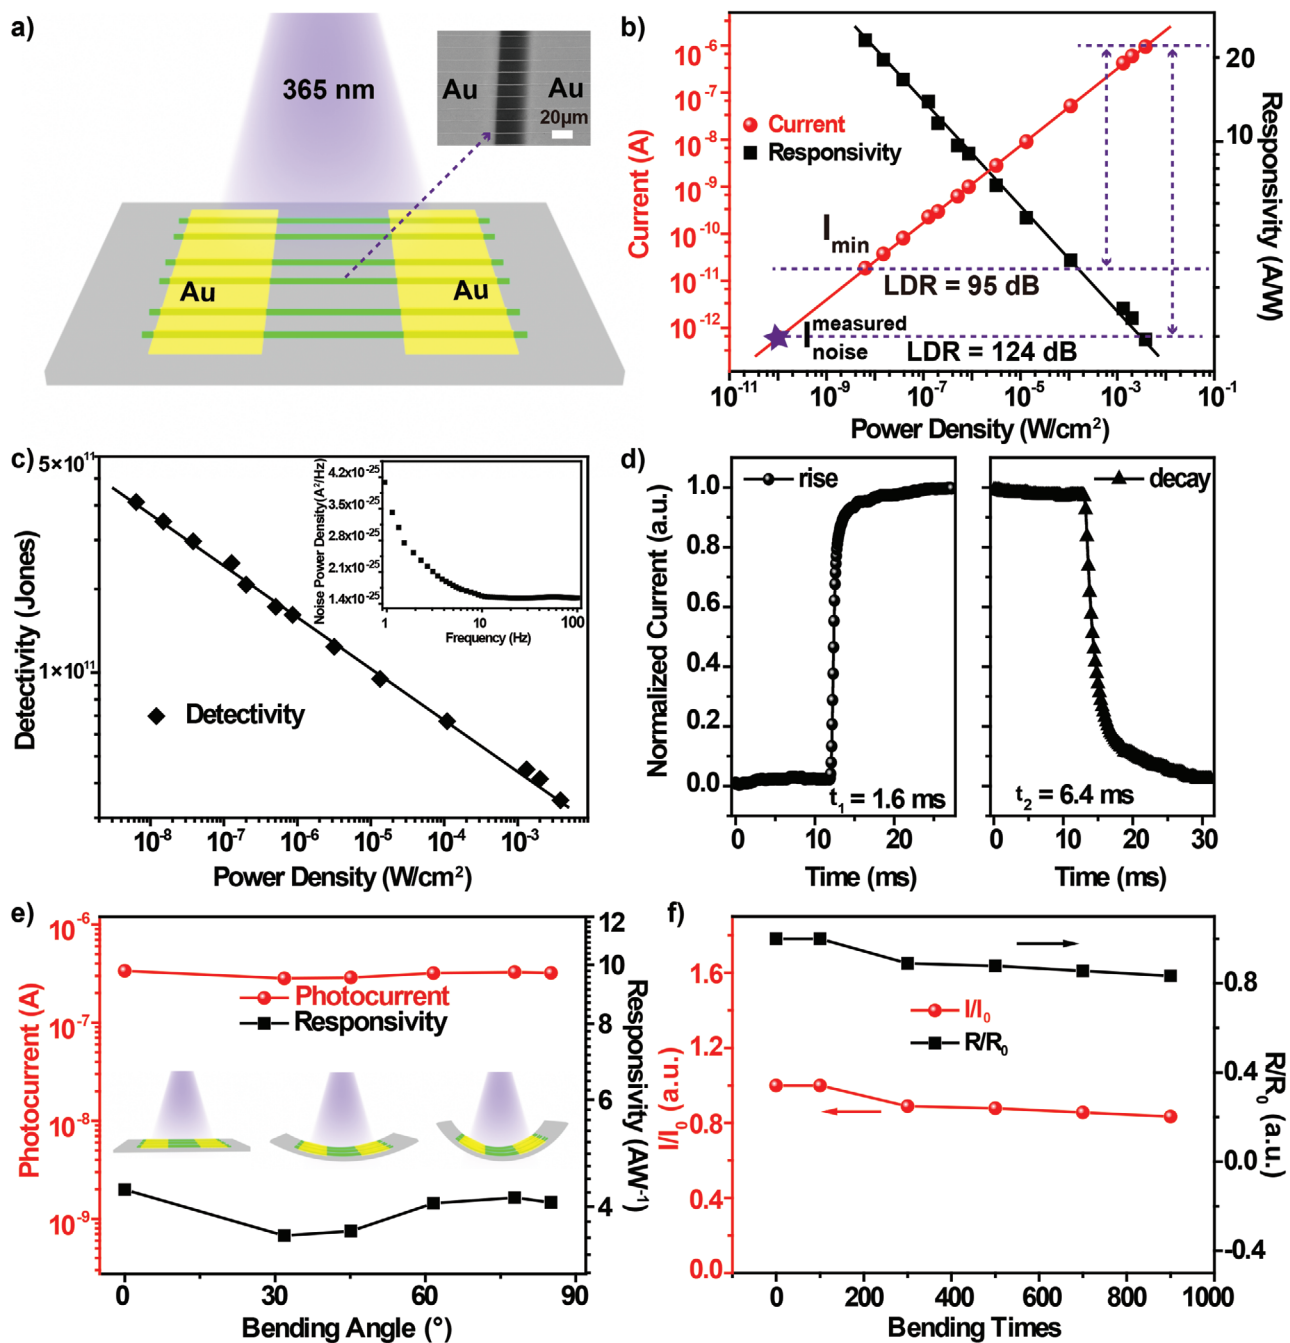 a)
365 nm
Au
Au
20μm
Au
Au
b)
Current (A)
10⁻⁶
10⁻⁷
10⁻⁸
10⁻⁹
10⁻¹⁰
10⁻¹¹
10⁻¹²
Current
Responsivity
I min
LDR = 95 dB
I measured noise
LDR = 124 dB
20
10
Responsivity (A/W)
10⁻¹¹ 10⁻⁹ 10⁻⁷ 10⁻⁵ 10⁻³ 10⁻¹
Power Density (W/cm²)
c)
Detectivity (Jones)
5×10¹¹
1×10¹¹
Detectivity
Noise Power Density(A²/Hz)
4.2x10⁻²⁵
3.5x10⁻²⁵
2.8x10⁻²⁵
2.1x10⁻²⁵
1.4x10⁻²⁵
1 10 100
Frequency (Hz)
10⁻⁸ 10⁻⁷ 10⁻⁶ 10⁻⁵ 10⁻⁴ 10⁻³
Power Density (W/cm²)
d)
Normalized Current (a.u.)
1.0
0.8
0.6
0.4
0.2
0.0
rise
t₁ = 1.6 ms
0 10 20
Time (ms)
decay
t₂ = 6.4 ms
0 10 20 30
Time (ms)
e)
Photocurrent (A)
10⁻⁶
10⁻⁷
10⁻⁸
10⁻⁹
Photocurrent
Responsivity
12
10
8
6
4
Responsivity (AW⁻¹)
0 30 60 90
Bending Angle (°)
f)
I/I₀ (a.u.)
1.6
1.2
0.8
0.4
0.0
I/I₀
R/R₀
0.8
0.4
0.0
-0.4
R/R₀ (a.u.)
0 200 400 600 800 1000
Bending Times